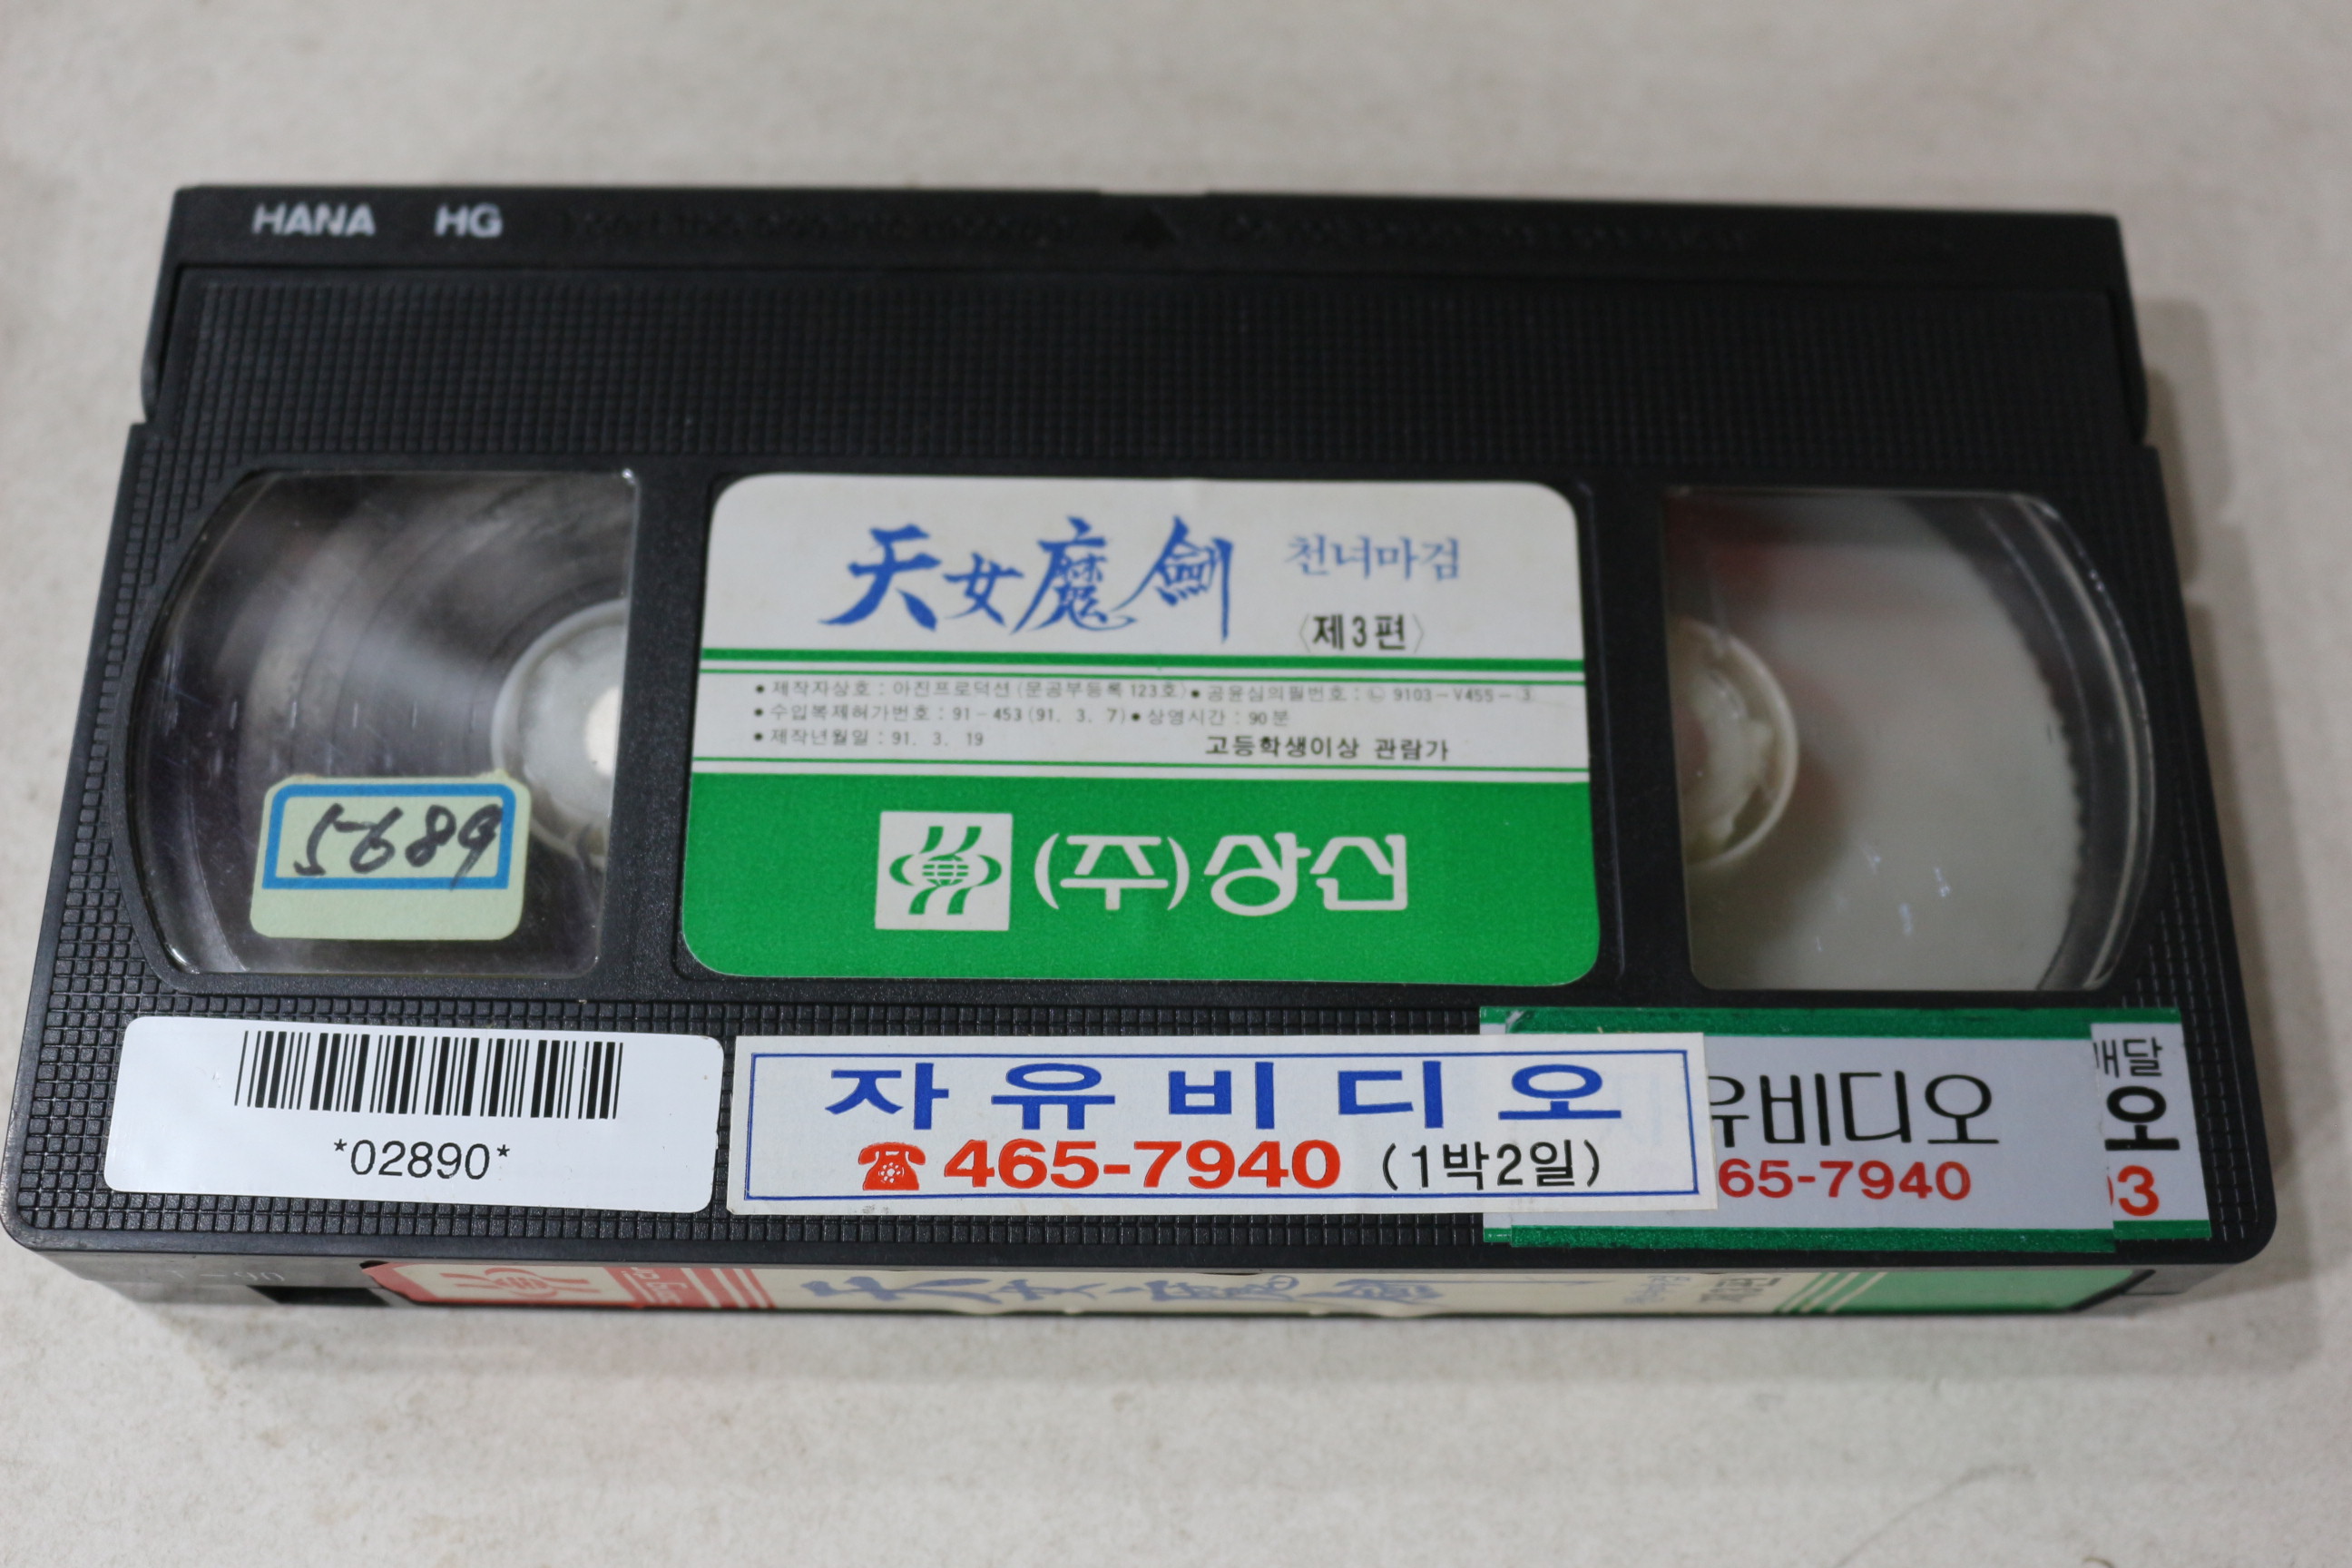 HANA HG
天女魔劍 천녀마검
〈제3편〉
• 제작자상호 : 아진프로덕션 (문공부등록 123호) • 공윤심의필번호 : ㉡ 9103-V455-③
• 수입복제허가번호 : 91-453 (91. 3. 7) • 상영시간 : 90분
• 제작년월일 : 91. 3. 19 고등학생이상 관람가
(주)상신
5689
*02890*
자유비디오
☎465-7940 (1박2일)
유비디오
65-7940
배달
오
3